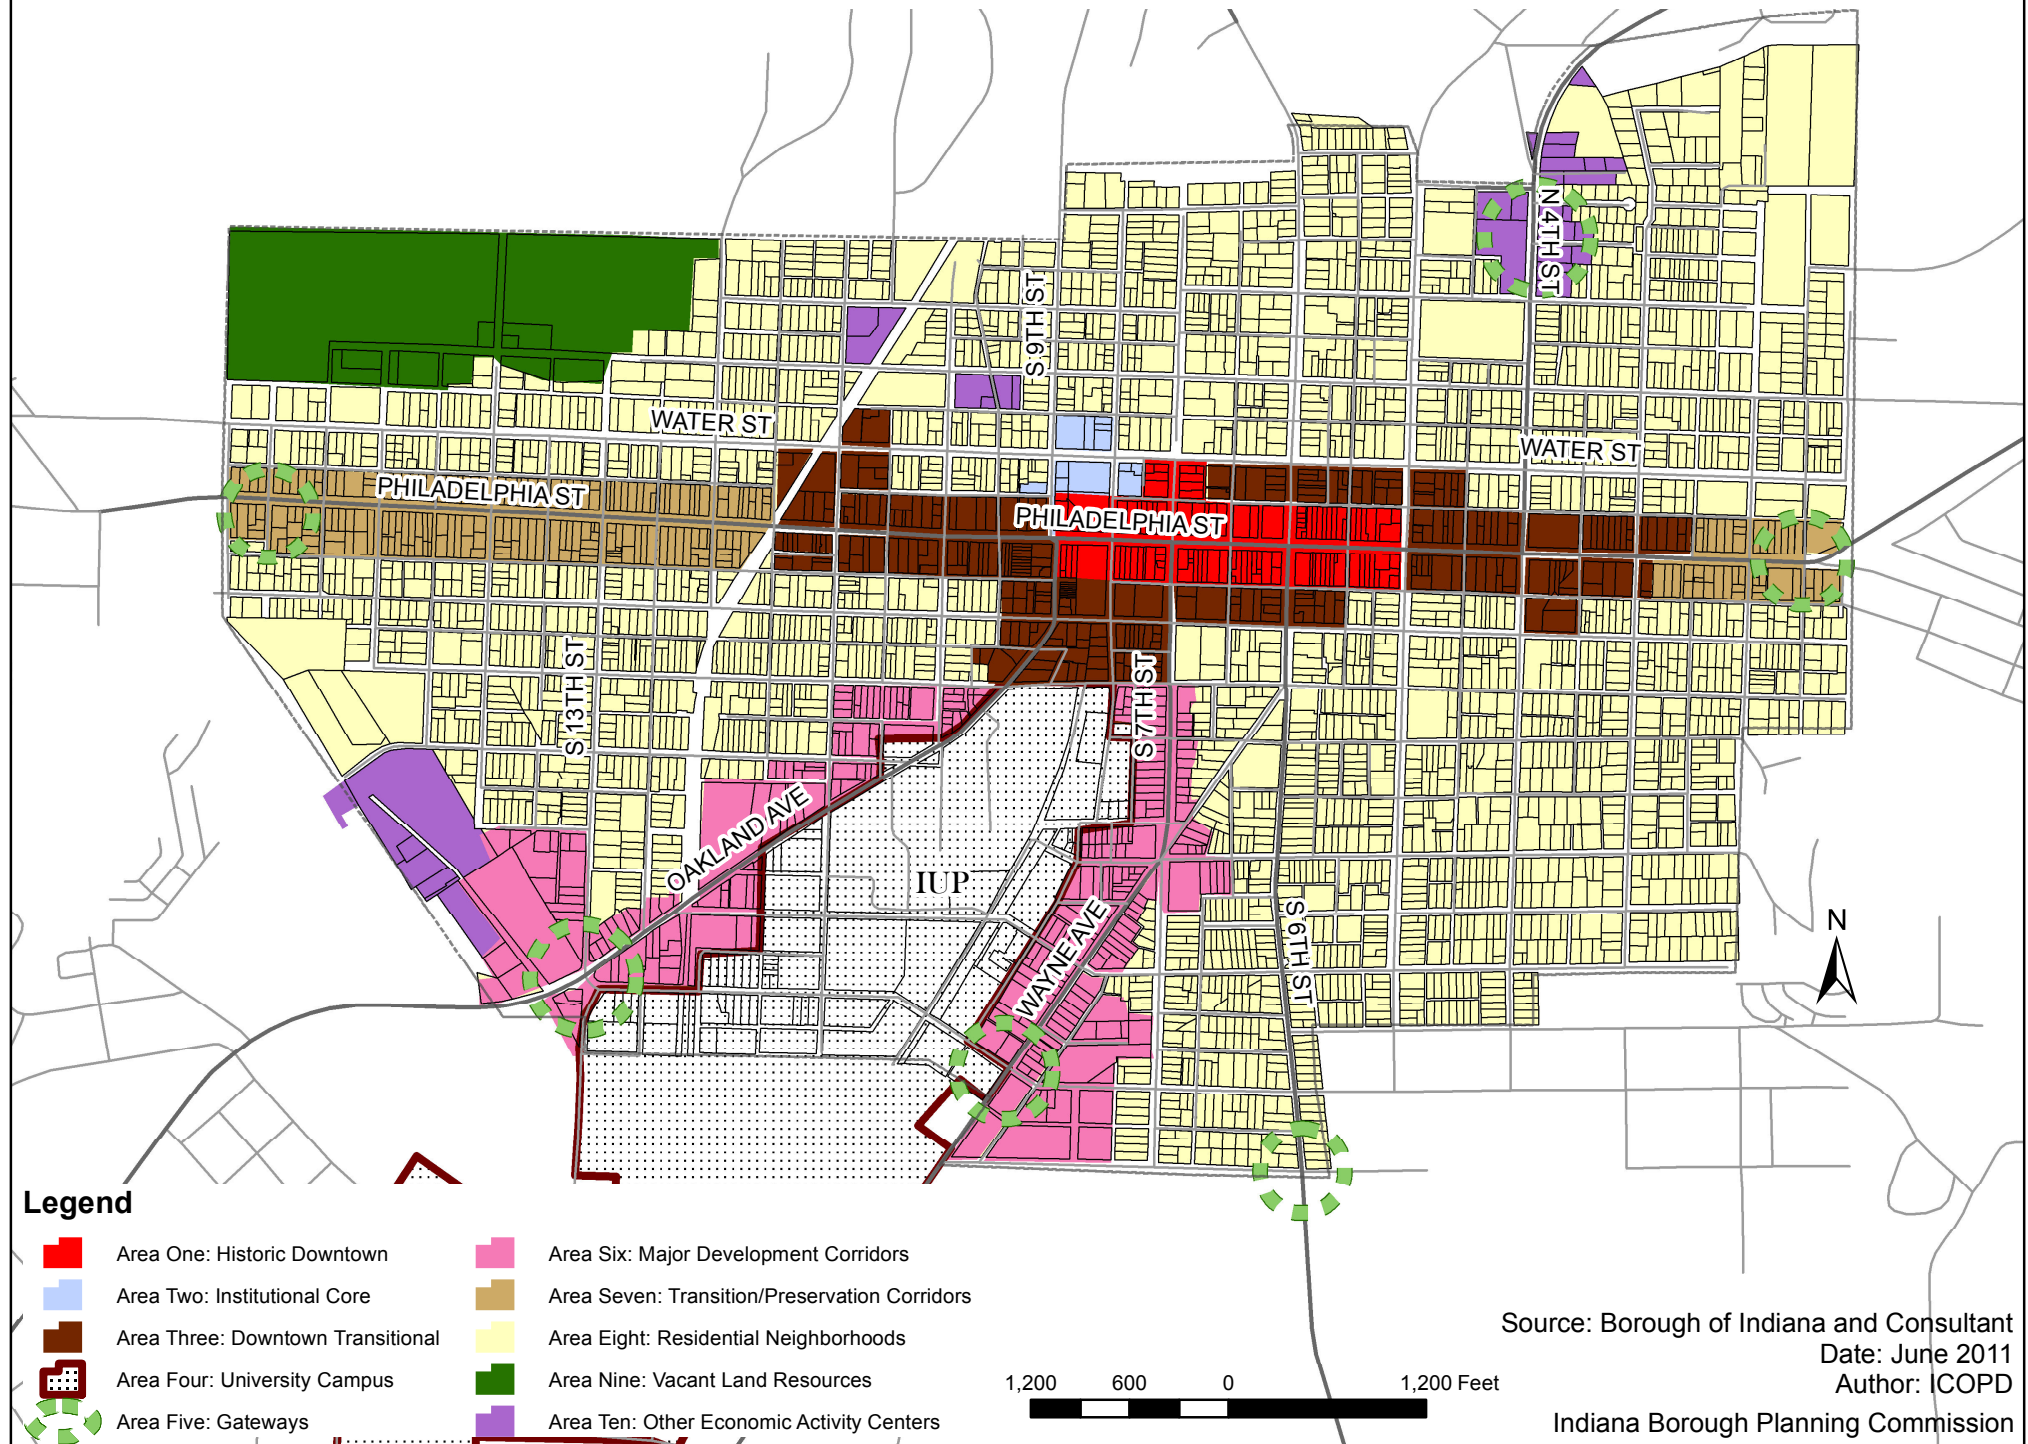 N 4TH ST
S 9TH ST
WATER ST
WATER ST
PHILADELPHIA ST
PHILADELPHIA ST
S 13TH ST
S 7TH ST
OAKLAND AVE
IUP
WAYNE AVE
S 6TH ST
N
Legend
Area One: Historic Downtown
Area Two: Institutional Core
Area Three: Downtown Transitional
Area Four: University Campus
Area Five: Gateways
Area Six: Major Development Corridors
Area Seven: Transition/Preservation Corridors
Area Eight: Residential Neighborhoods
Area Nine: Vacant Land Resources
Area Ten: Other Economic Activity Centers
1,200 600 0 1,200 Feet
Source: Borough of Indiana and Consultant
Date: June 2011
Author: ICOPD
Indiana Borough Planning Commission